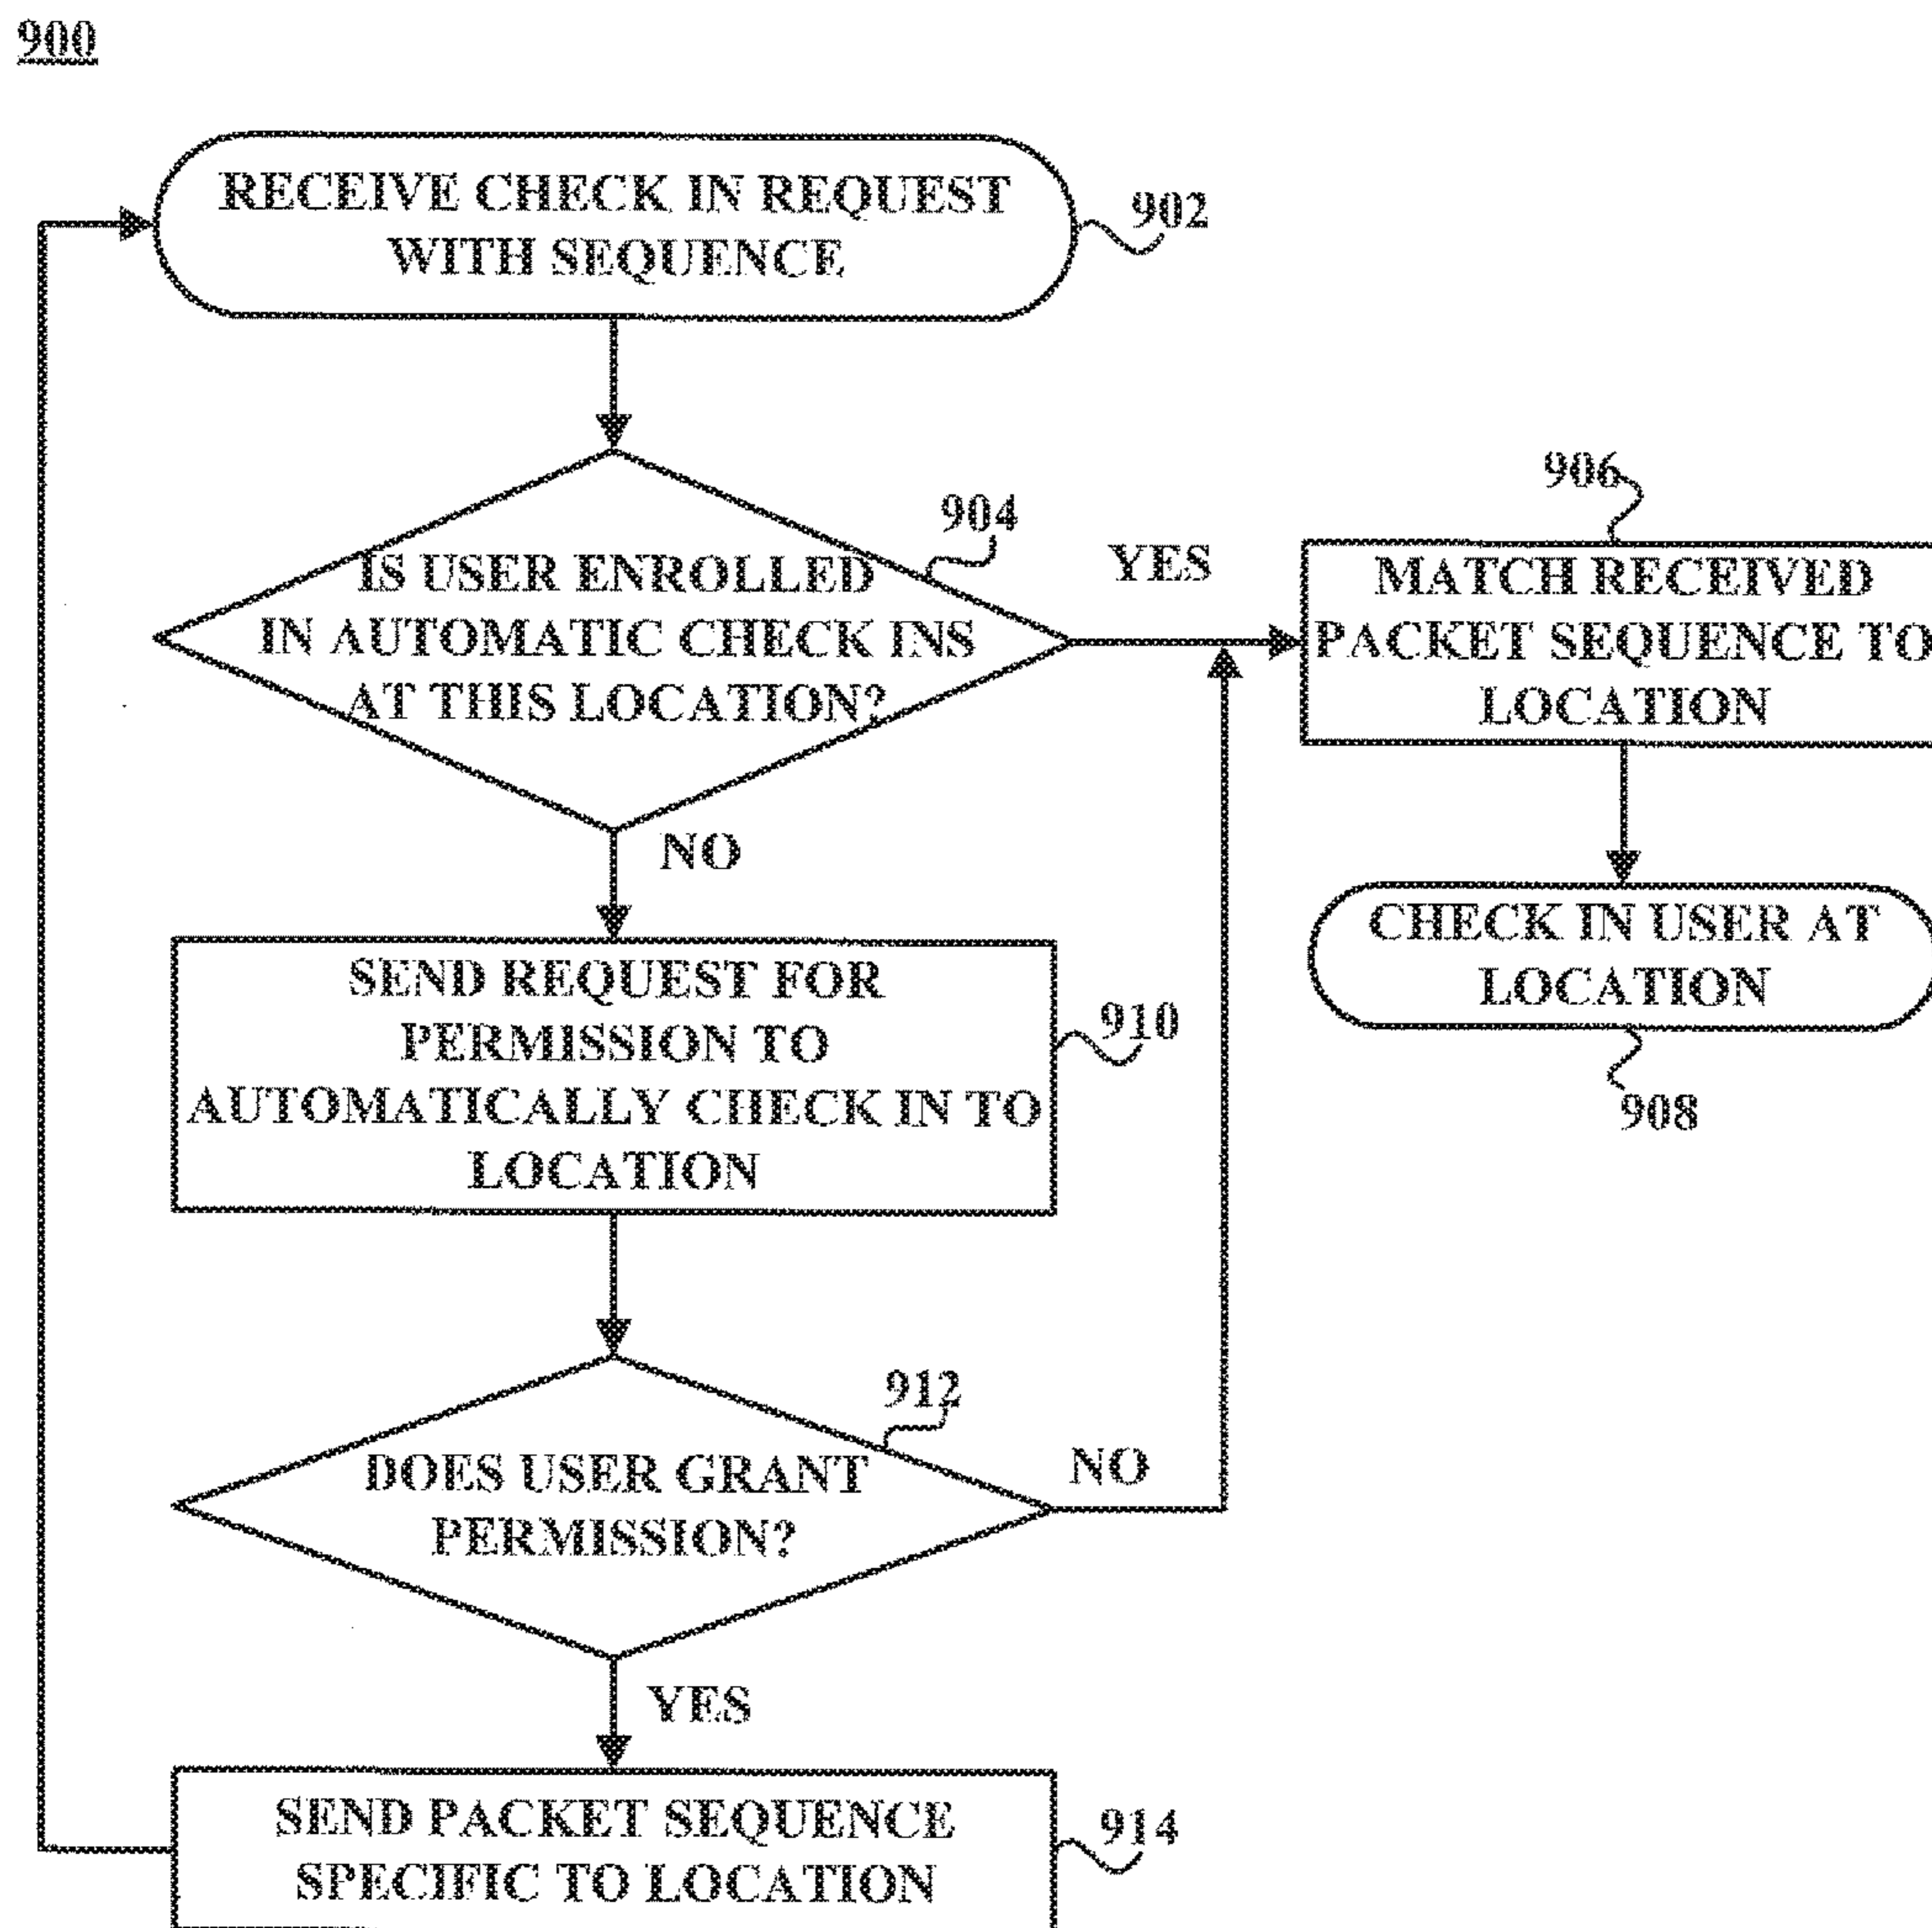 900
RECEIVE CHECK IN REQUEST
WITH SEQUENCE
902
904
IS USER ENROLLED
IN AUTOMATIC CHECK INS
AT THIS LOCATION?
YES
906
MATCH RECEIVED
PACKET SEQUENCE TO
LOCATION
NO
CHECK IN USER AT
LOCATION
908
SEND REQUEST FOR
PERMISSION TO
AUTOMATICALLY CHECK IN TO
LOCATION
910
912
DOES USER GRANT
PERMISSION?
NO
YES
SEND PACKET SEQUENCE
SPECIFIC TO LOCATION
914